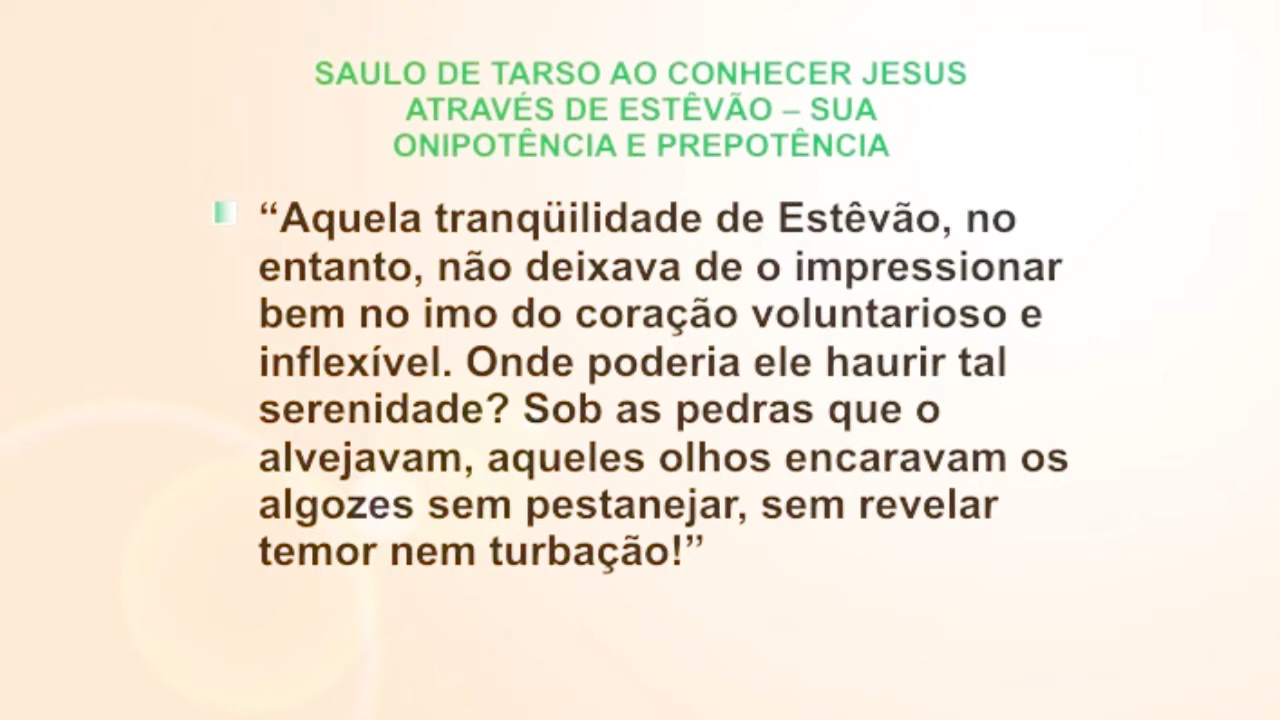 SAULO DE TARSO AO CONHECER JESUS
ATRAVÉS DE ESTÊVÃO – SUA
ONIPOTÊNCIA E PREPOTÊNCIA
“Aquela tranqüilidade de Estêvão, no
entanto, não deixava de o impressionar
bem no imo do coração voluntarioso e
inflexível. Onde poderia ele haurir tal
serenidade? Sob as pedras que o
alvejavam, aqueles olhos encaravam os
algozes sem pestanejar, sem revelar
temor nem turbação!”